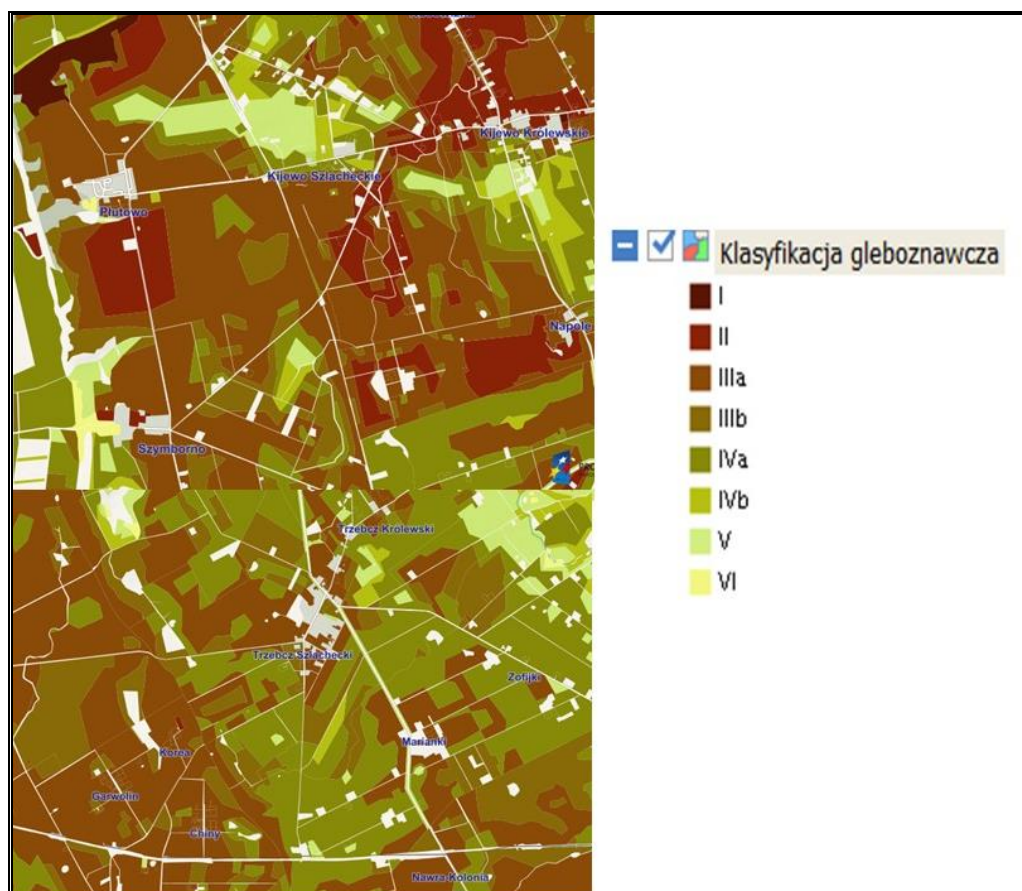 Kijewo Królewskie
Kijewo Szlacheckie
Płutowo
Napole
Szymborno
Trzebcz Krolewski
Trzebcz Szlachecki
Zofijki
Marianki
Korea
Garwolin
Chiny
Nawra-Kolonia
Klasyfikacja gleboznawcza
I
II
IIIa
IIIb
IVa
IVb
V
VI